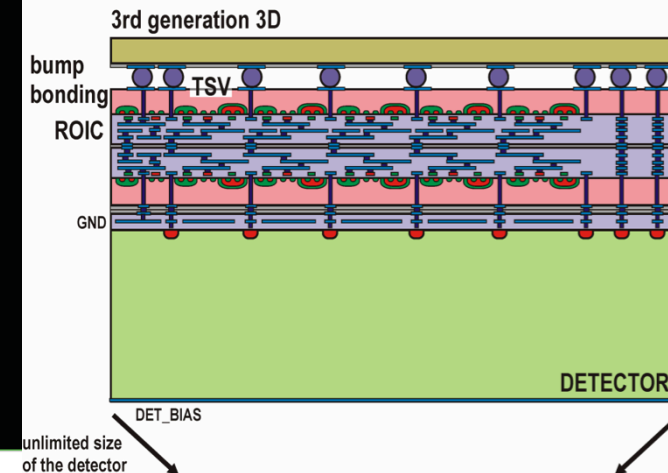 3rd generation 3D
bump
bonding
TSV
ROIC
GND
DETECTOR
DET_BIAS
unlimited size
of the detector